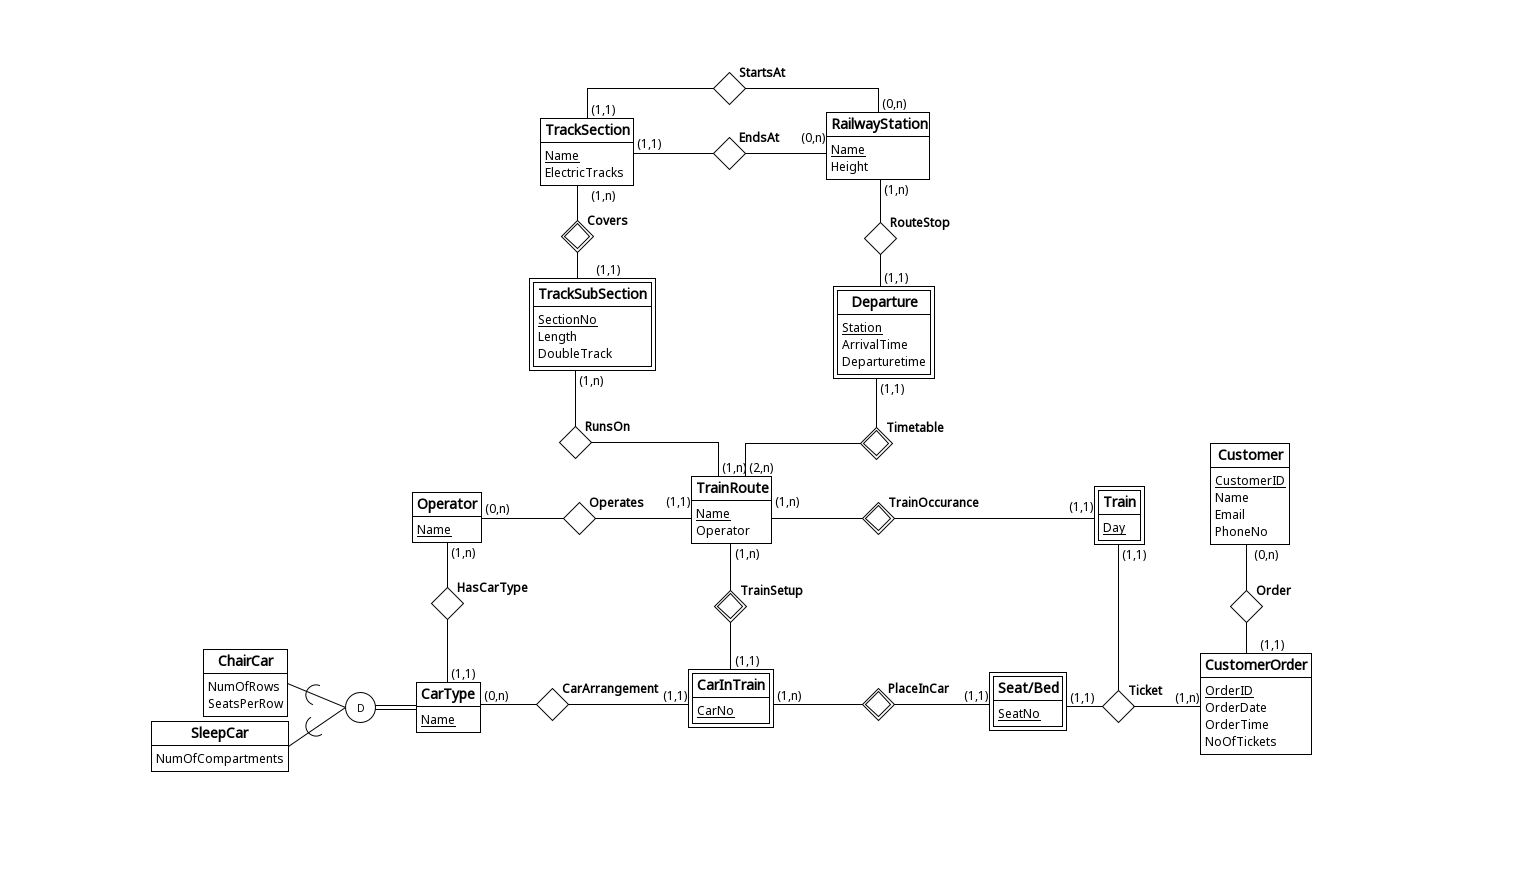 StartsAt
(1,1)
(0,n)
TrackSection
Name
ElectricTracks
(1,1)
EndsAt
(0,n)
RailwayStation
Name
Height
(1,n)
Covers
(1,1)
(1,n)
RouteStop
(1,1)
TrackSubSection
SectionNo
Length
DoubleTrack
(1,n)
Departure
Station
ArrivalTime
Departuretime
(1,1)
RunsOn
Timetable
(1,n)
(2,n)
Operator
Name
(0,n)
Operates
(1,1)
TrainRoute
Name
Operator
(1,n)
TrainOccurance
(1,1)
Train
Day
Customer
CustomerID
Name
Email
PhoneNo
(1,n)
HasCarType
(1,1)
(1,n)
TrainSetup
(1,1)
(1,1)
(0,n)
Order
(1,1)
ChairCar
NumOfRows
SeatsPerRow
SleepCar
NumOfCompartments
D
CarType
Name
(0,n)
CarArrangement
(1,1)
CarInTrain
CarNo
(1,n)
PlaceInCar
(1,1)
Seat/Bed
SeatNo
(1,1)
Ticket
(1,n)
CustomerOrder
OrderID
OrderDate
OrderTime
NoOfTickets